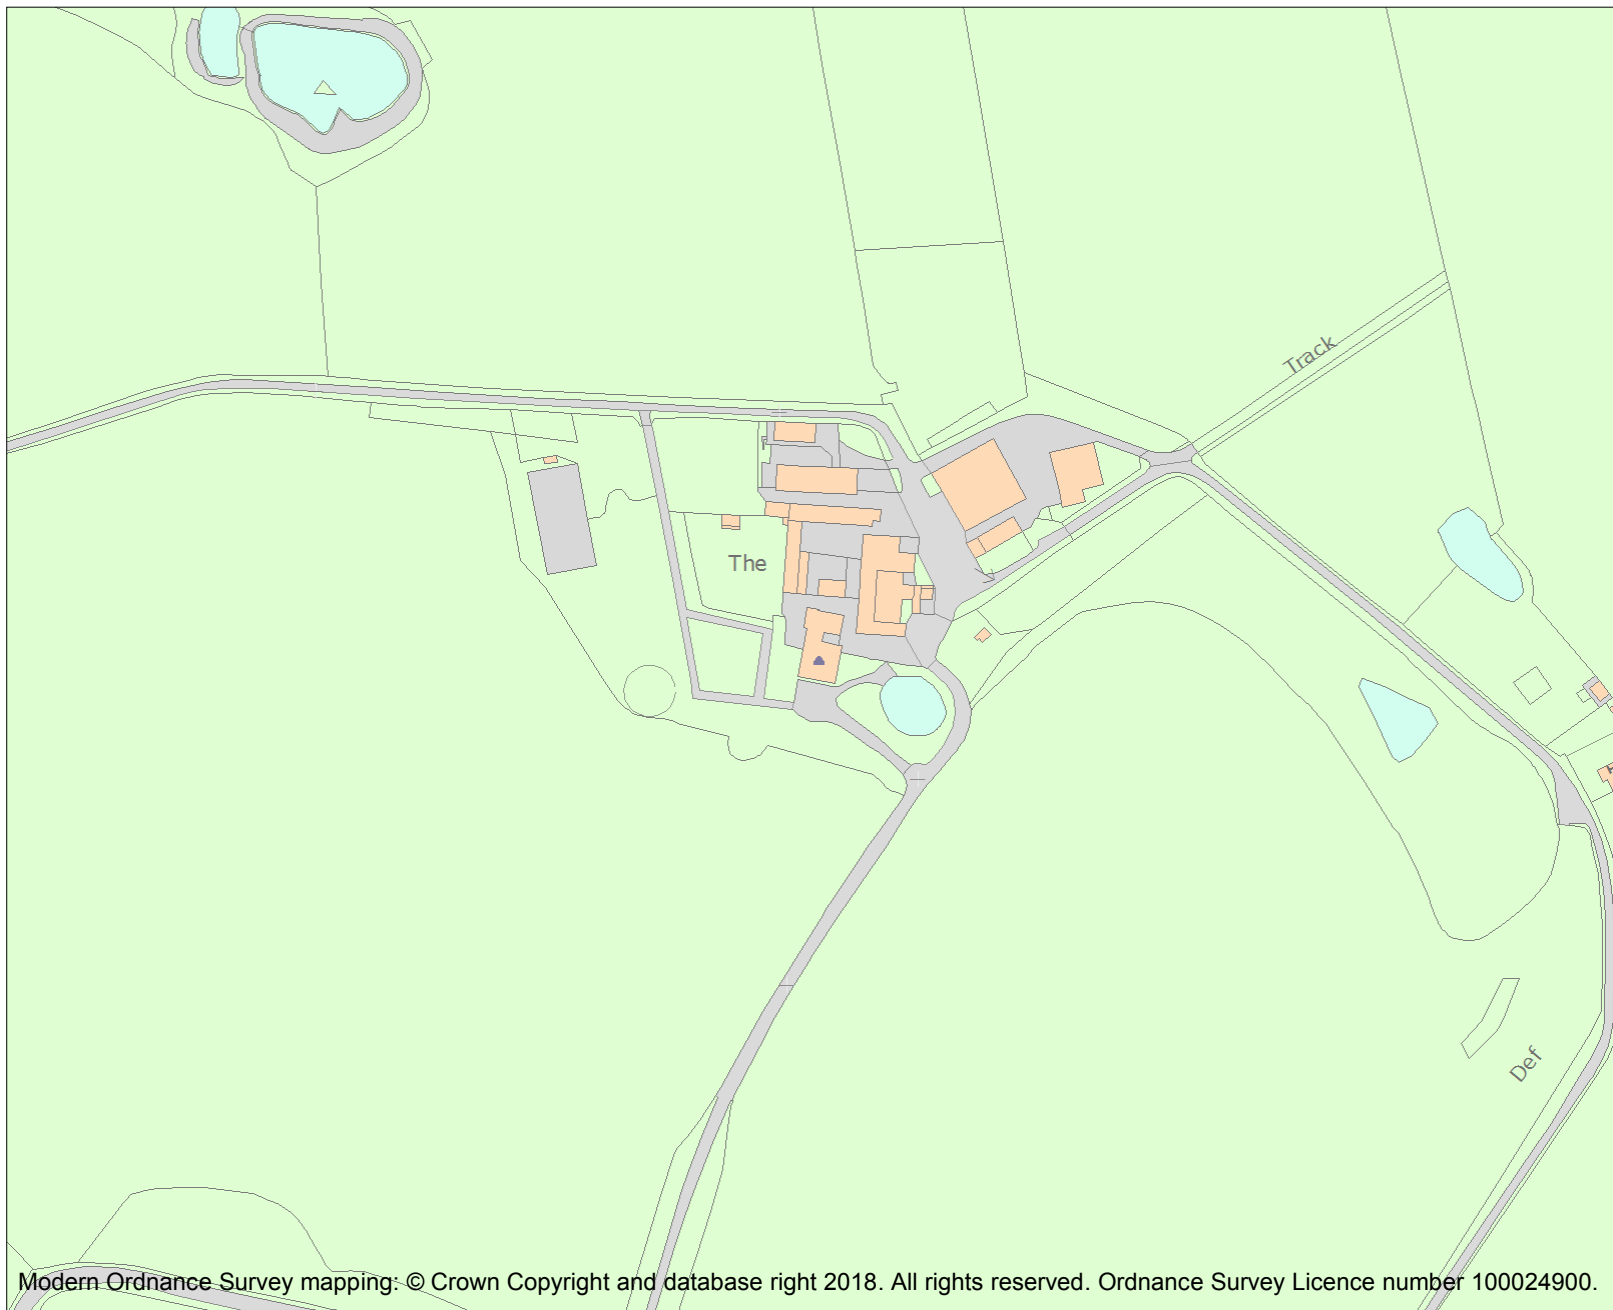 Track
The
Def
Modern Ordnance Survey mapping: © Crown Copyright and database right 2018. All rights reserved. Ordnance Survey Licence number 100024900.